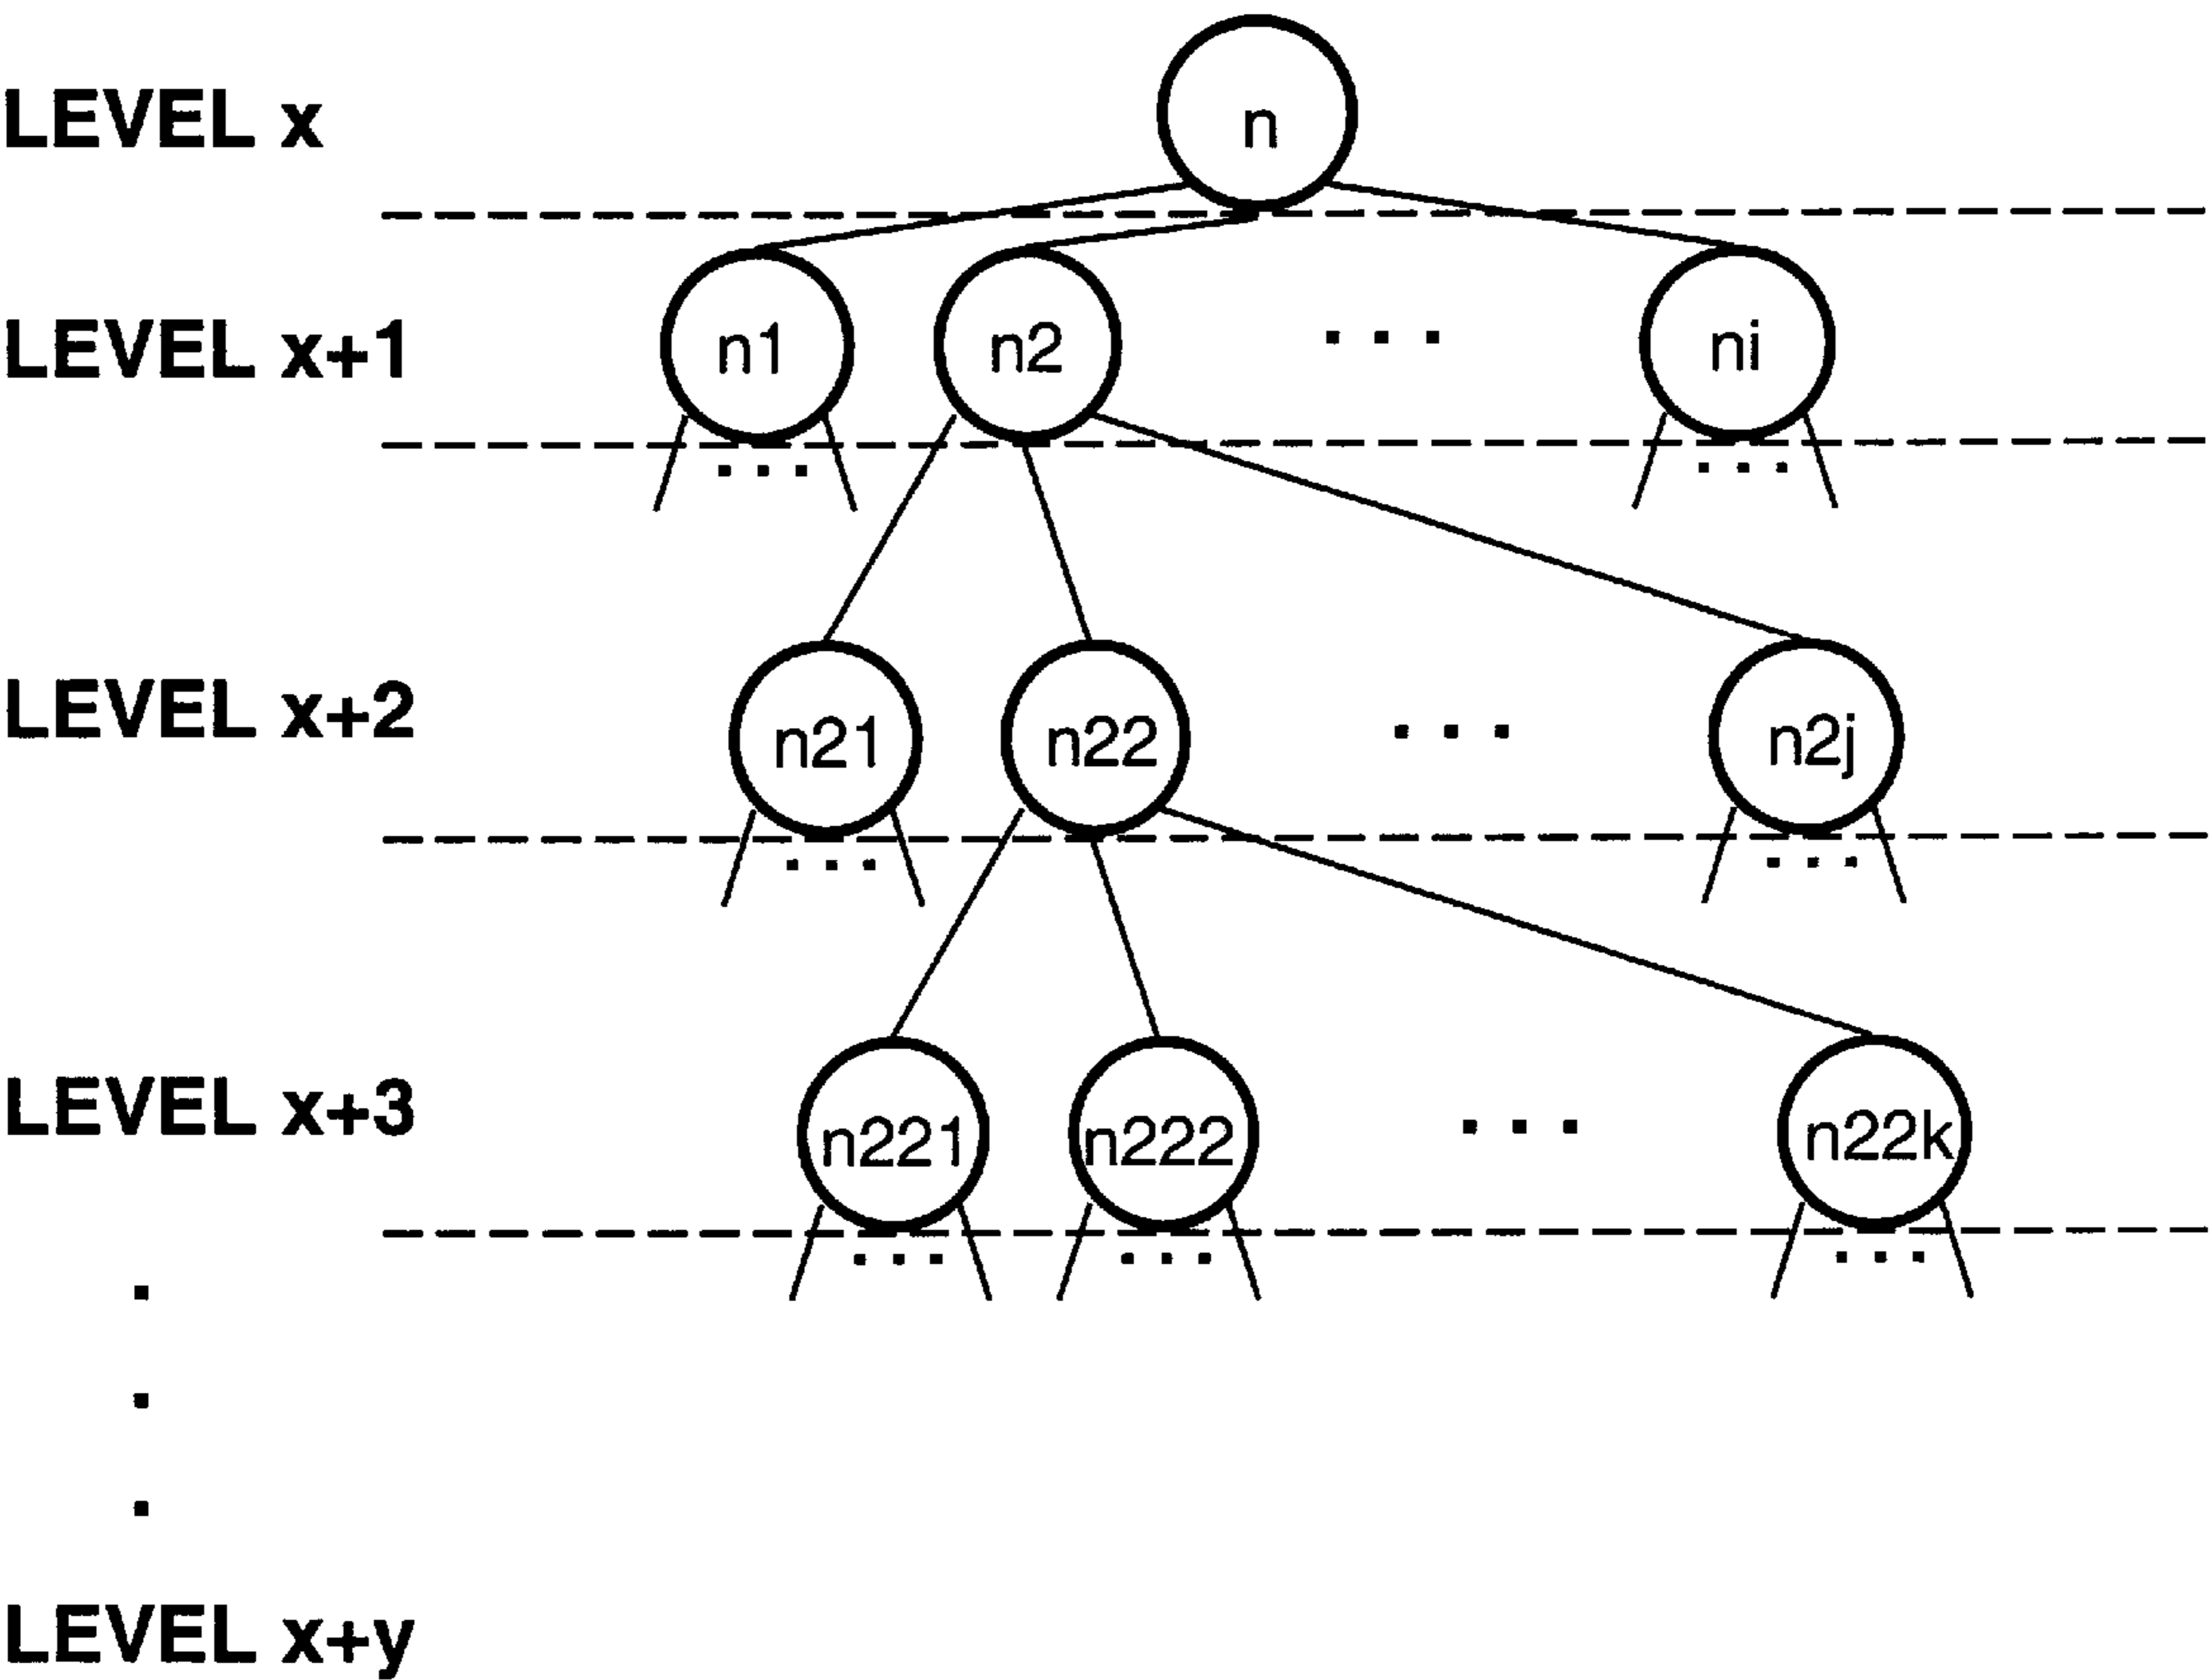 LEVEL x
n
LEVEL x+1
n1 n2 ... ni
... ...
LEVEL x+2
n21 n22 ... n2j
... ...
LEVEL x+3
n221 n222 ... n22k
... ... ...
.
.
.
LEVEL x+y